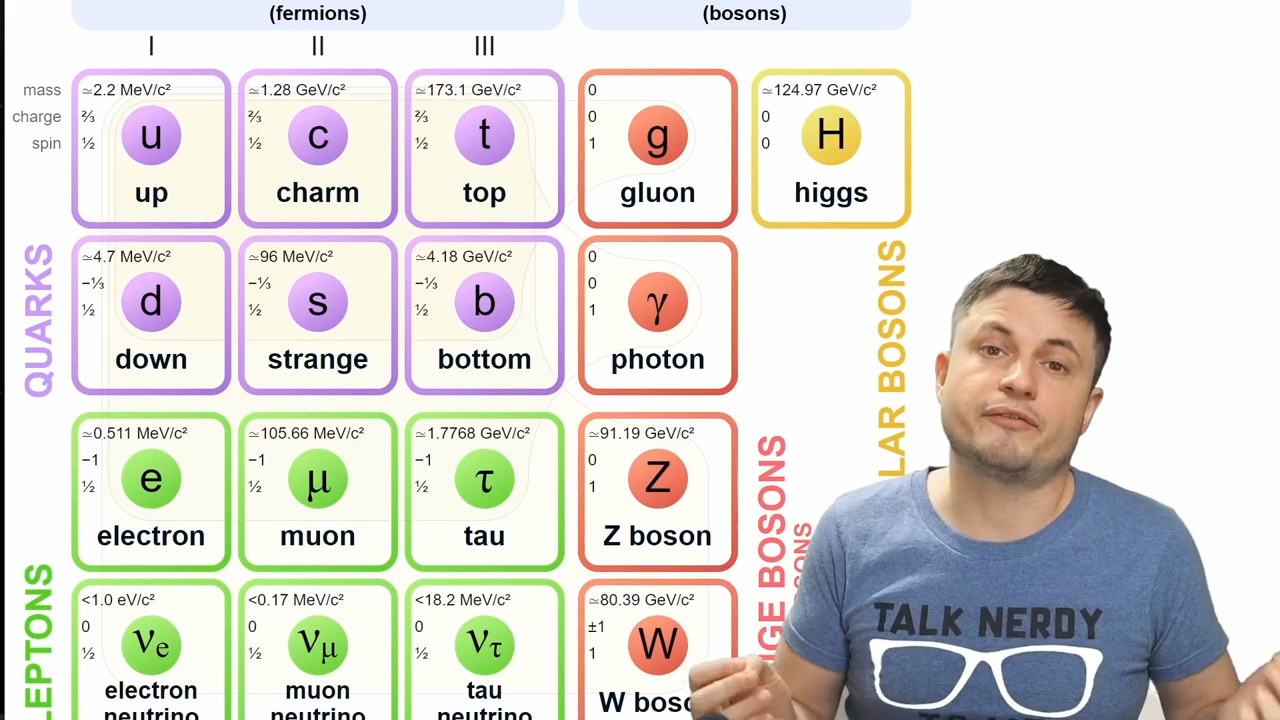 (fermions)
(bosons)
I
II
III
mass
charge
spin
≃2.2 MeV/c²
⅔
½
u
up
≃1.28 GeV/c²
⅔
½
c
charm
≃173.1 GeV/c²
⅔
½
t
top
0
0
1
g
gluon
≃124.97 GeV/c²
0
0
H
higgs
QUARKS
≃4.7 MeV/c²
−⅓
½
d
down
≃96 MeV/c²
−⅓
½
s
strange
≃4.18 GeV/c²
−⅓
½
b
bottom
0
0
1
γ
photon
LAR BOSONS
≃0.511 MeV/c²
−1
½
e
electron
≃105.66 MeV/c²
−1
½
μ
muon
≃1.7768 GeV/c²
−1
½
τ
tau
≃91.19 GeV/c²
0
1
Z
Z boson
GE BOSONS
SONS
LEPTONS
<1.0 eV/c²
0
½
νe
electron
neutrino
<0.17 MeV/c²
0
½
νμ
muon
neutrino
<18.2 MeV/c²
0
½
ντ
tau
neutrino
≃80.39 GeV/c²
±1
1
W
W bos
TALK NERDY